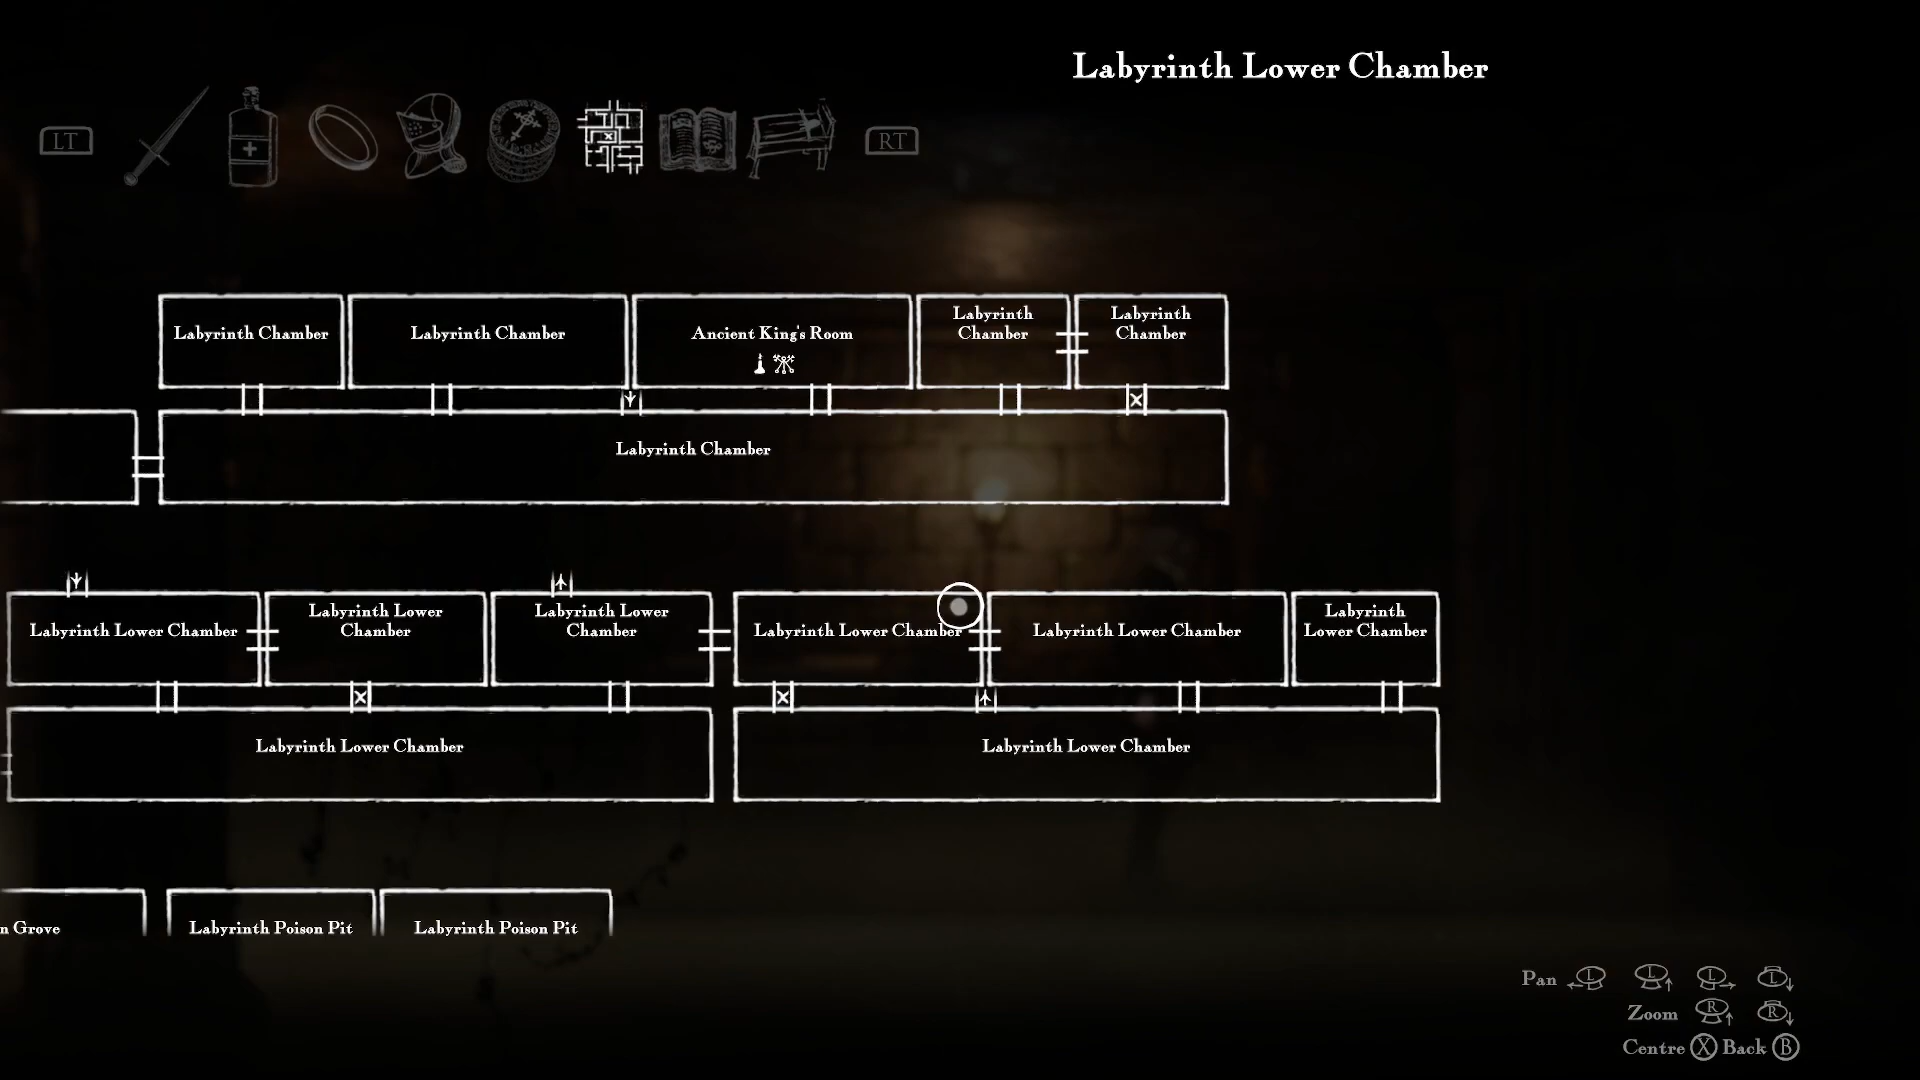 Labyrinth Lower Chamber
LT
RT
Labyrinth Chamber
Labyrinth Chamber
Ancient King's Room
Labyrinth
Chamber
Labyrinth
Chamber
Labyrinth Chamber
Labyrinth Lower Chamber
Labyrinth Lower
Chamber
Labyrinth Lower
Chamber
Labyrinth Lower Chamber
Labyrinth Lower Chamber
Labyrinth
Lower Chamber
Labyrinth Lower Chamber
Labyrinth Lower Chamber
n Grove
Labyrinth Poison Pit
Labyrinth Poison Pit
Pan L L L L
Zoom R R
Centre X Back B